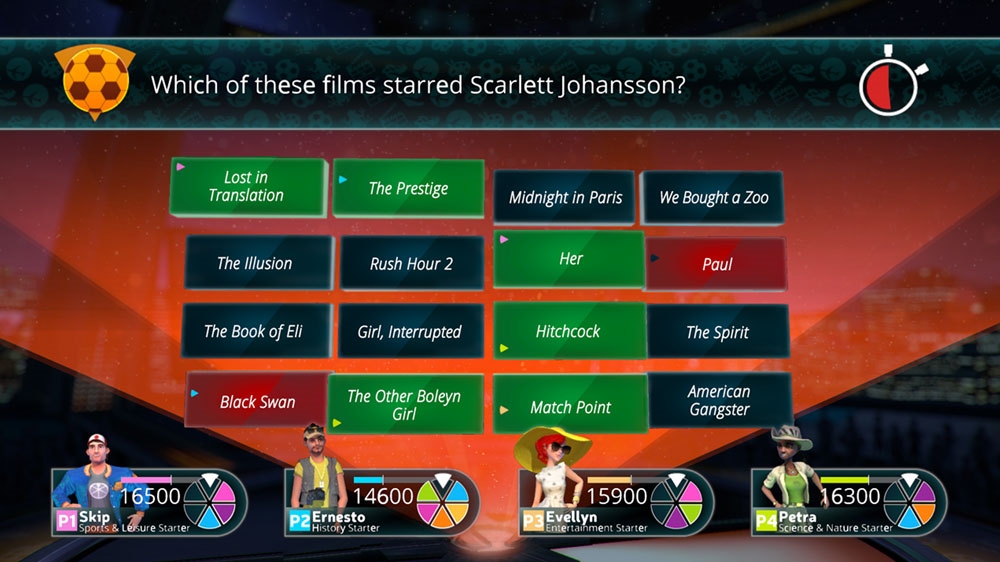 Which of these films starred Scarlett Johansson?
Lost in
Translation
The Prestige
Midnight in Paris
We Bought a Zoo
The Illusion
Rush Hour 2
Her
Paul
The Book of Eli
Girl, Interrupted
Hitchcock
The Spirit
Black Swan
The Other Boleyn
Girl
Match Point
American
Gangster
16500
P1 Skip
Sports & Leisure Starter
14600
P2 Ernesto
History Starter
15900
P3 Evellyn
Entertainment Starter
16300
P4 Petra
Science & Nature Starter